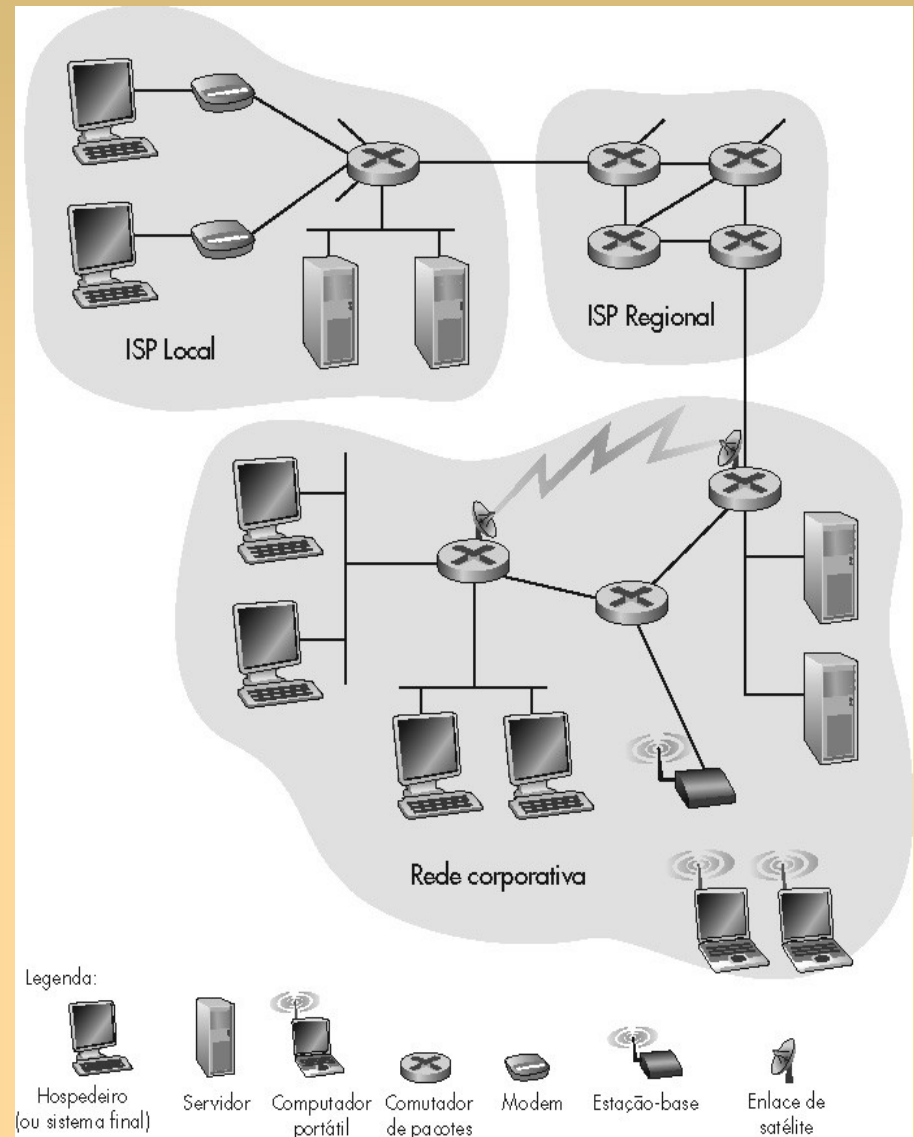 ISP Local
ISP Regional
Rede corporativa
Legenda:
Hospedeiro
(ou sistema final)
Servidor
Computador
portátil
Comutador
de pacotes
Modem
Estação-base
Enlace de
satélite